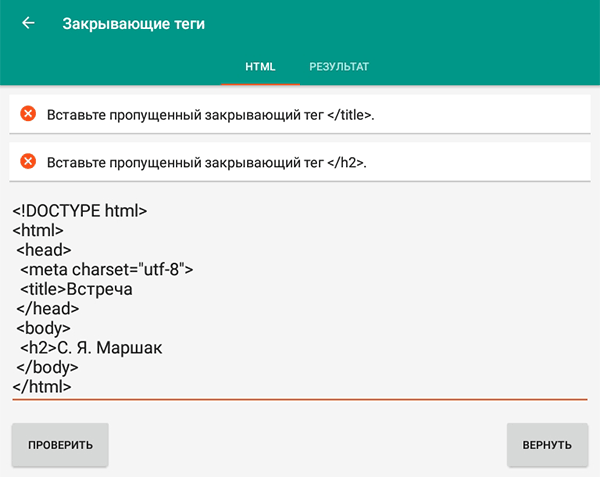 Закрывающие теги
HTML РЕЗУЛЬТАТ
Вставьте пропущенный закрывающий тег </title>.
Вставьте пропущенный закрывающий тег </h2>.
<!DOCTYPE html>
<html>
<head>
<meta charset="utf-8">
<title>Встреча
</head>
<body>
<h2>С. Я. Маршак
</body>
</html>
ПРОВЕРИТЬ ВЕРНУТЬ